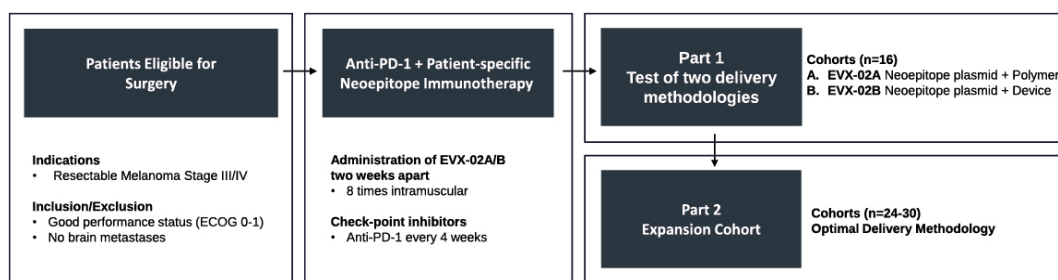 Patients Eligible for
Surgery
Indications
• Resectable Melanoma Stage III/IV
Inclusion/Exclusion
• Good performance status (ECOG 0-1)
• No brain metastases
Anti-PD-1 + Patient-specific
Neoepitope Immunotherapy
Administration of EVX-02A/B
two weeks apart
• 8 times intramuscular
Check-point inhibitors
• Anti-PD-1 every 4 weeks
Part 1
Test of two delivery
methodologies
Cohorts (n=16)
A. EVX-02A Neoepitope plasmid + Polymer
B. EVX-02B Neoepitope plasmid + Device
Part 2
Expansion Cohort
Cohorts (n=24-30)
Optimal Delivery Methodology